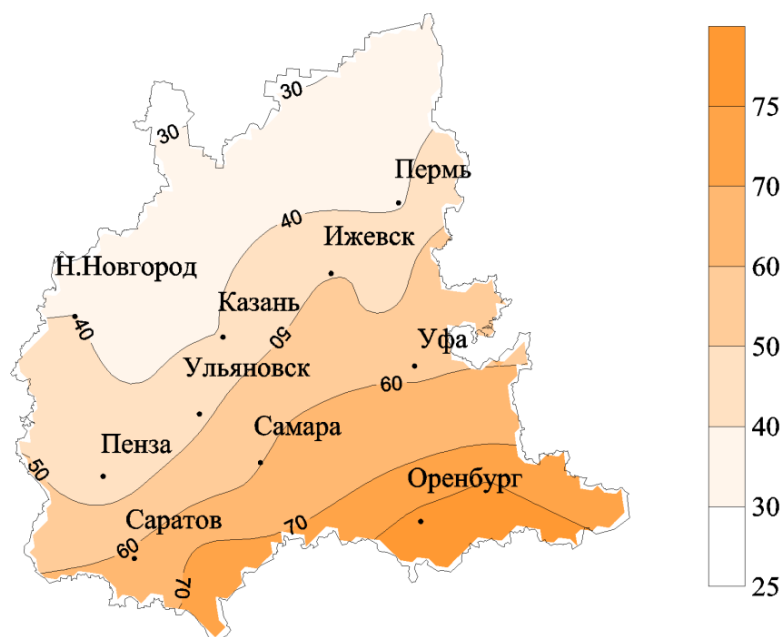 30
30
Пермь
40
Ижевск
Н.Новгород
Казань
40
50
Уфа
Ульяновск
60
Самара
Пенза
50
Оренбург
Саратов
70
60
70
75
70
60
50
40
30
25